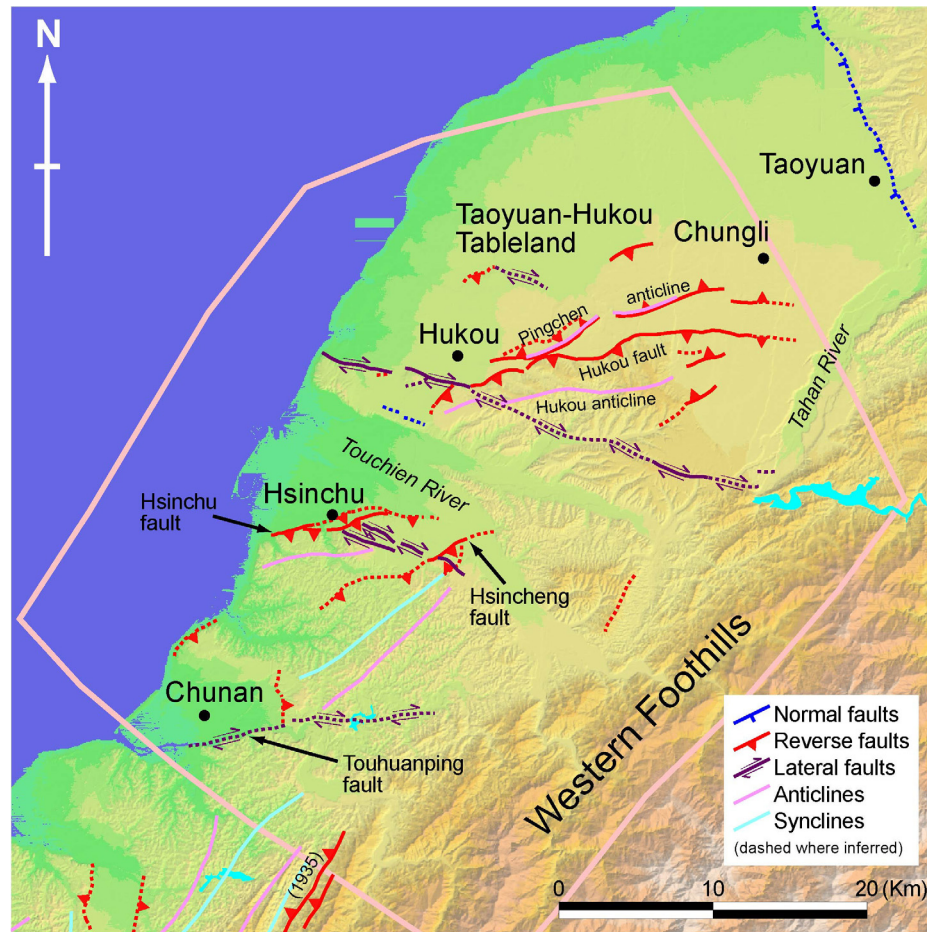 N
Taoyuan
Taoyuan-Hukou
Tableland
Chungli
anticline
Pingchen
Hukou
Hukou fault
Hukou anticline
Tahan River
Touchien River
Hsinchu
fault
Hsinchu
Hsincheng
fault
Western Foothills
Chunan
Touhuanping
fault
(1935)
Normal faults
Reverse faults
Lateral faults
Anticlines
Synclines
(dashed where inferred)
0 10 20 (Km)